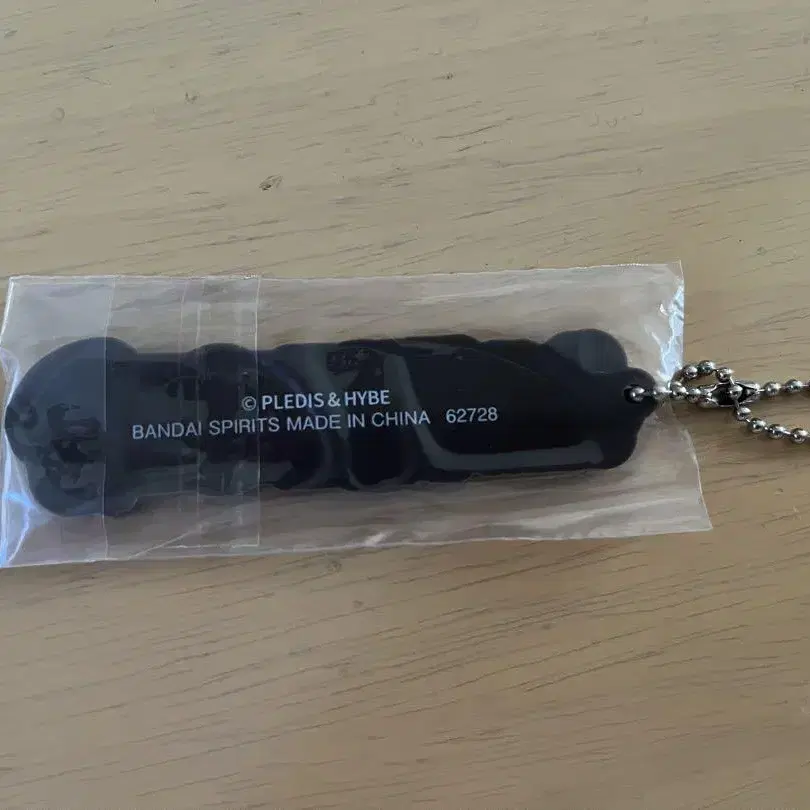 © PLEDIS & HYBE
BANDAI SPIRITS MADE IN CHINA 62728